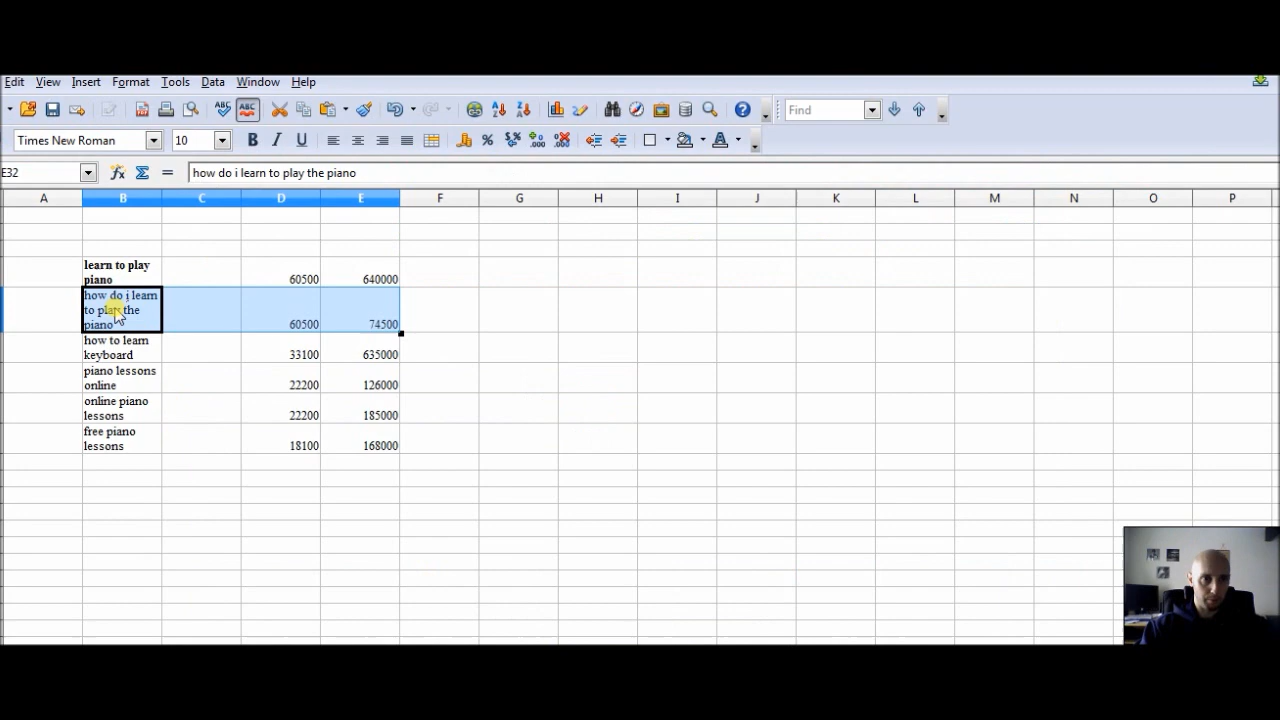 Edit View Insert Format Tools Data Window Help
Find
Times New Roman 10 B I U
E32 how do i learn to play the piano
A B C D E F G H I J K L M N O P
learn to play
piano 60500 640000
how do i learn
to play the
piano 60500 74500
how to learn
keyboard 33100 635000
piano lessons
online 22200 126000
online piano
lessons 22200 185000
free piano
lessons 18100 168000